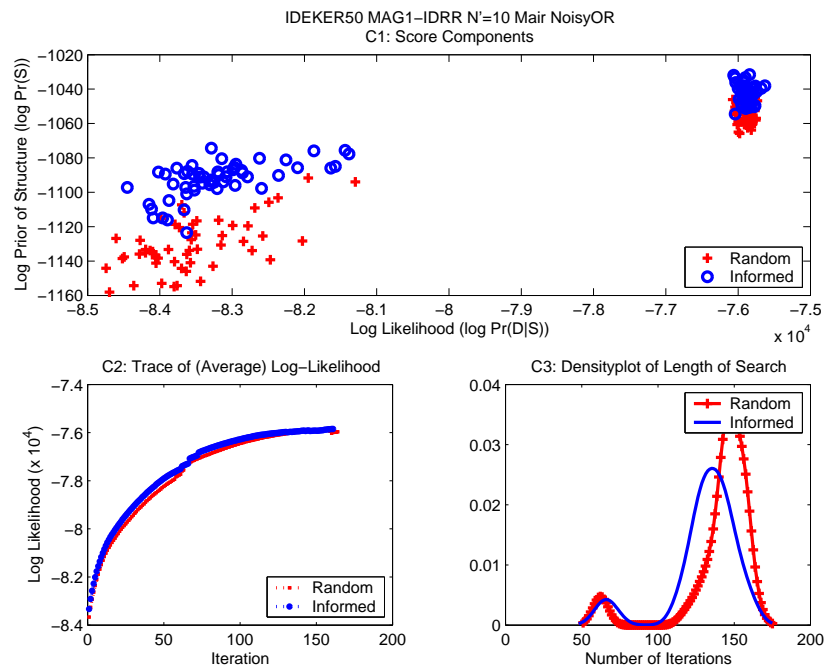 IDEKER50 MAG1−IDRR N'=10 Mair NoisyOR
C1: Score Components
Log Prior of Structure (log Pr(S))
−1020
−1040
−1060
−1080
−1100
−1120
−1140
−1160
−8.5
−8.4
−8.3
−8.2
−8.1
−8
−7.9
−7.8
−7.7
−7.6
−7.5
x 10⁴
Log Likelihood (log Pr(D|S))
Random
Informed
C2: Trace of (Average) Log−Likelihood
Log Likelihood (x 10⁴)
−7.4
−7.6
−7.8
−8
−8.2
−8.4
0
50
100
150
200
Iteration
Random
Informed
C3: Densityplot of Length of Search
0.04
0.03
0.02
0.01
0
0
50
100
150
200
Number of Iterations
Random
Informed